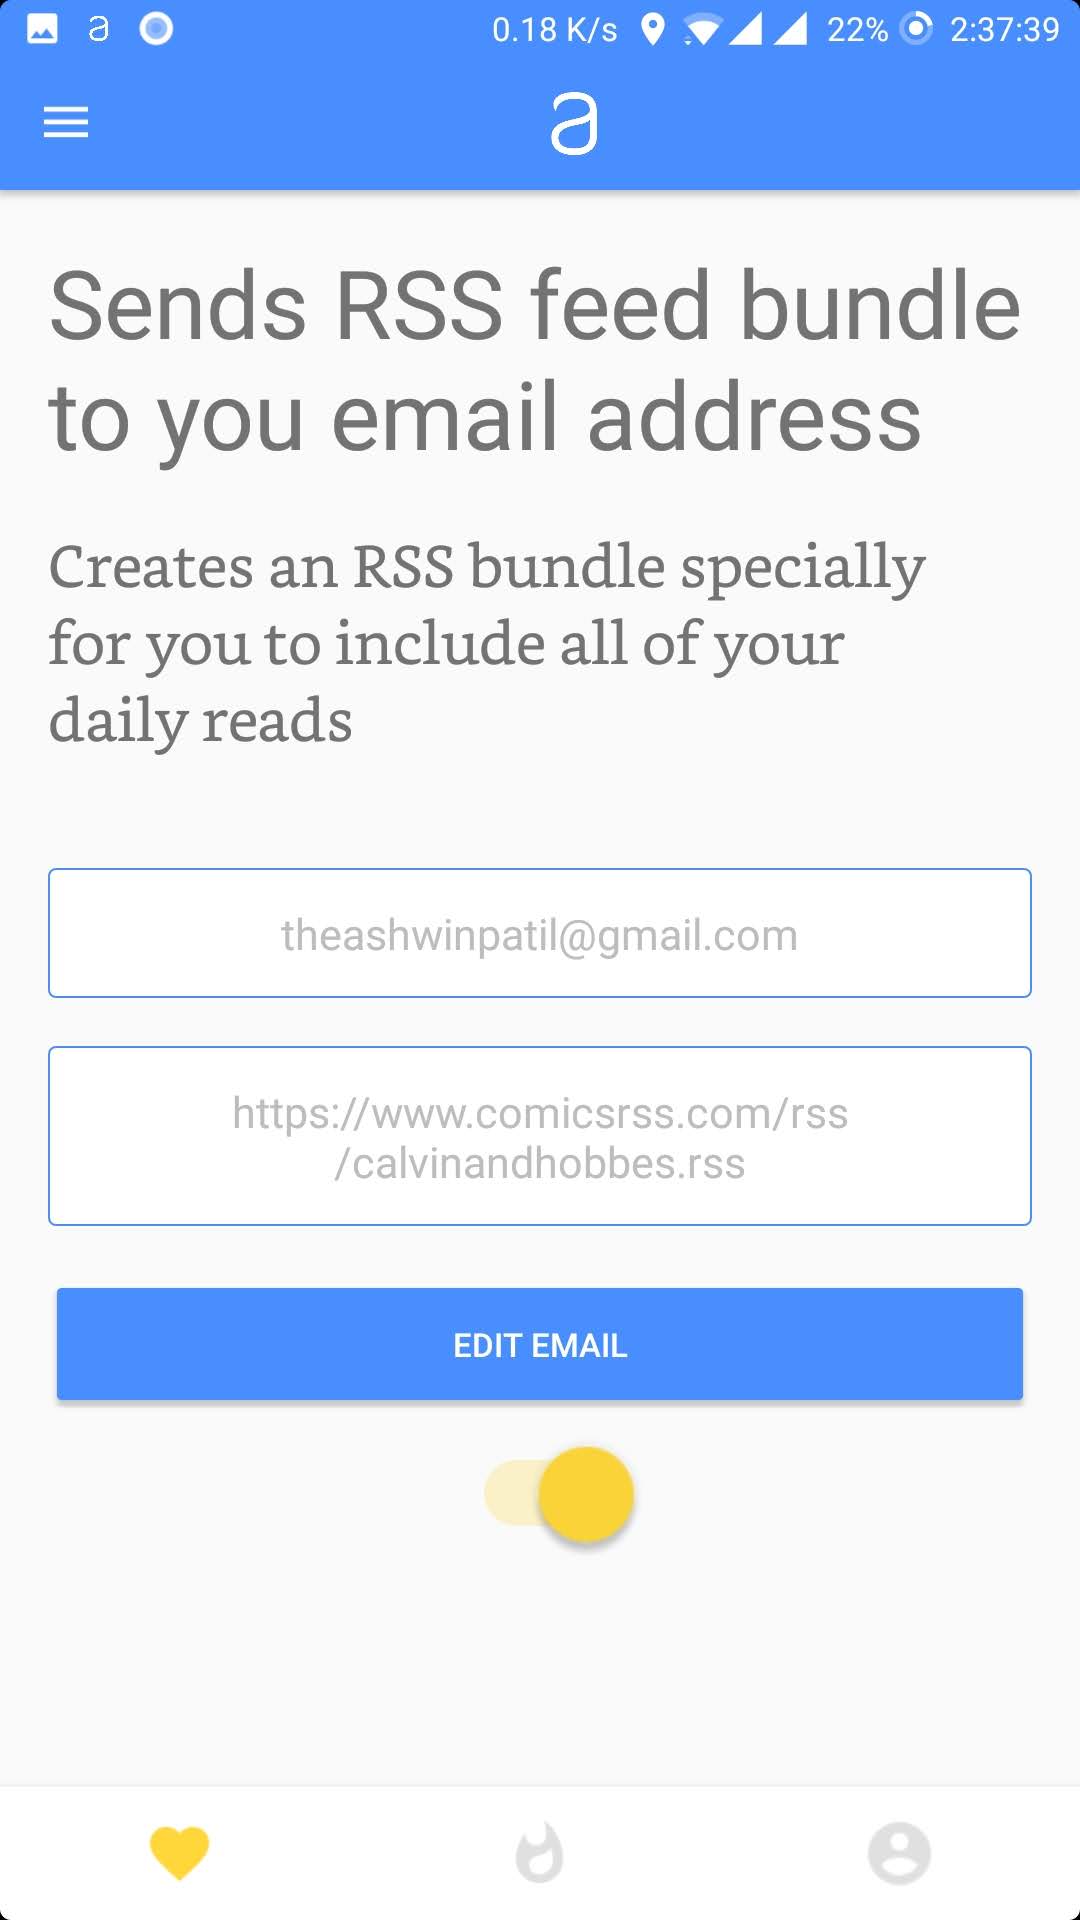 0.18 K/s 22% 2:37:39
a
Sends RSS feed bundle
to you email address
Creates an RSS bundle specially
for you to include all of your
daily reads
theashwinpatil@gmail.com
https://www.comicsrss.com/rss
/calvinandhobbes.rss
EDIT EMAIL